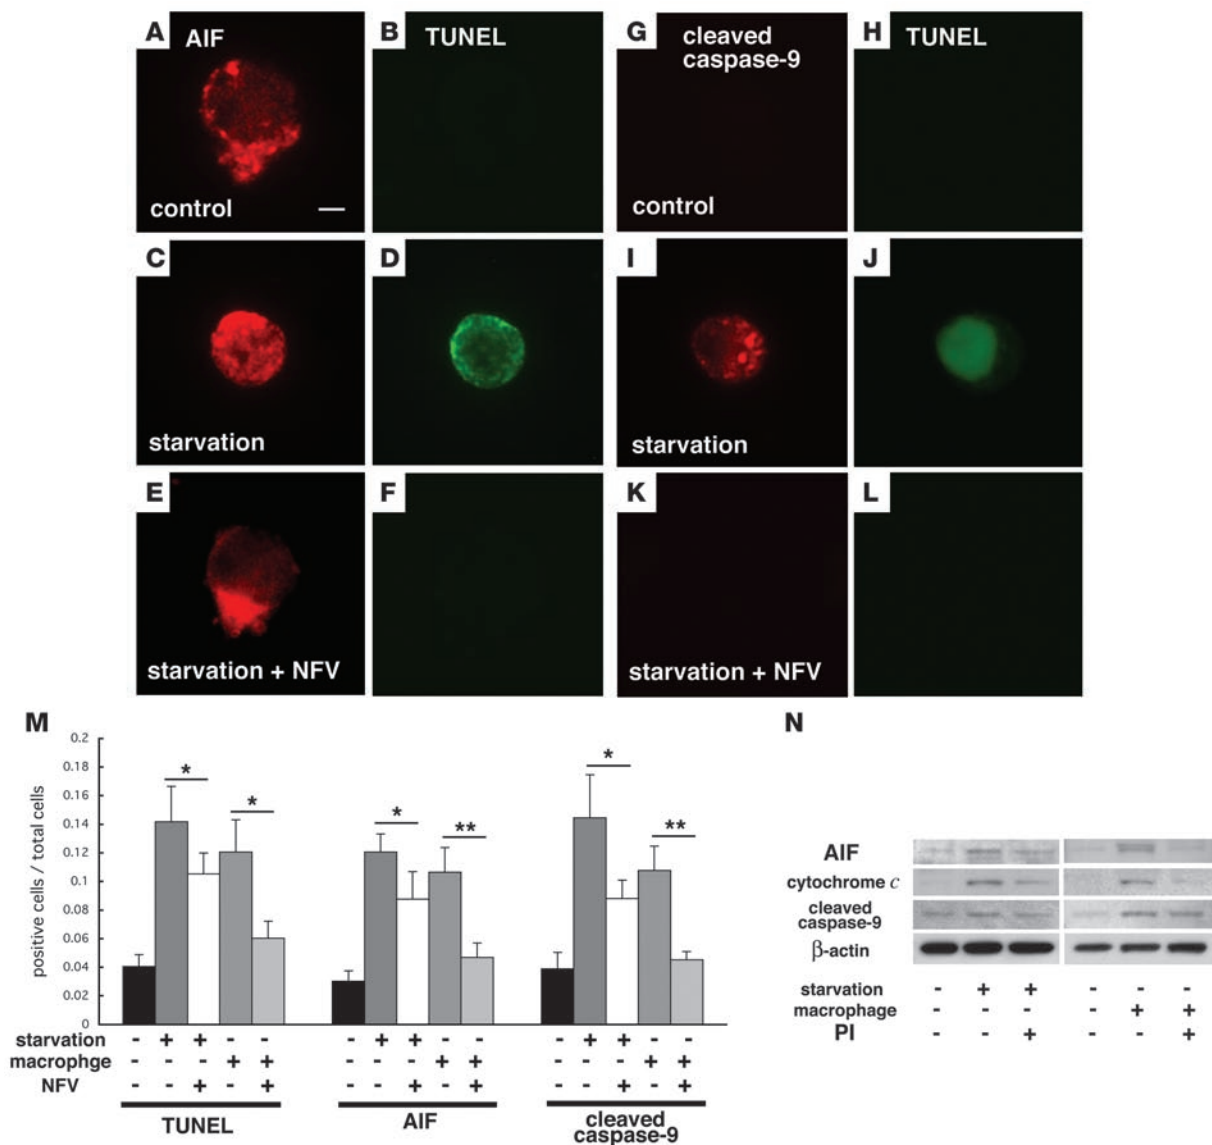 A AIF
B TUNEL
G cleaved
caspase-9
H TUNEL
control
control
C
D
I
J
starvation
starvation
E
F
K
L
starvation + NFV
starvation + NFV
M
positive cells / total cells
0.2
0.18
0.16
0.14
0.12
0.1
0.08
0.06
0.04
0.02
0
* * * ** * **
starvation - + + - - - + + - - - + + - -
macrophge - - - + + - - - + + - - - + +
NFV - - + - + - - + - + - - + - +
TUNEL
AIF
cleaved
caspase-9
N
AIF
cytochrome c
cleaved
caspase-9
β-actin
starvation - + + - - -
macrophage - - - - + +
PI - - + - - +